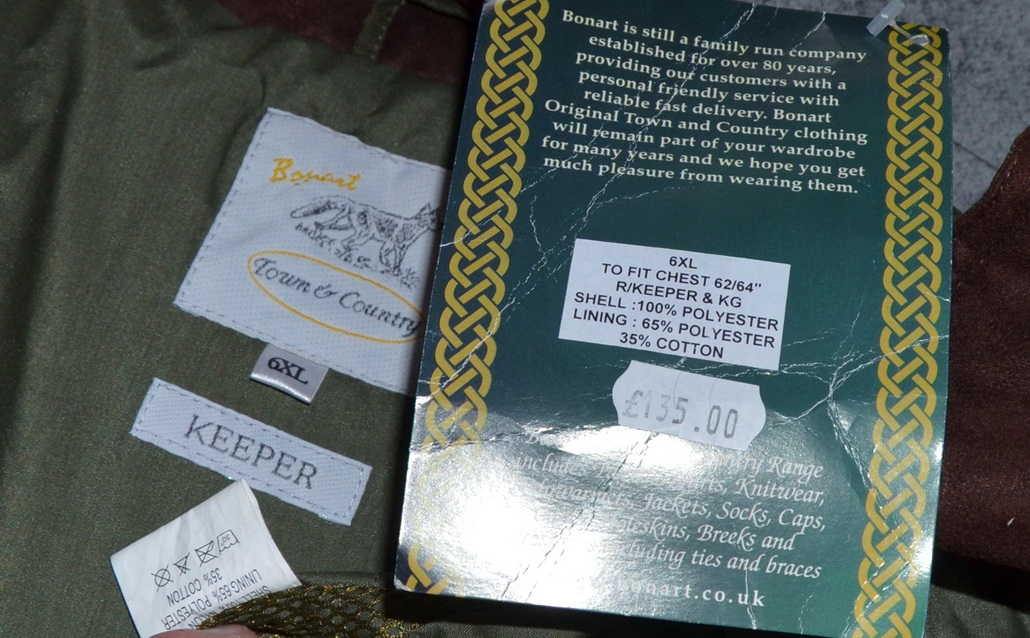 Bonart
Town & Country
6XL
KEEPER
LINING 65% POLYESTER
35% COTTON
Bonart is still a family run company
established for over 80 years,
providing our customers with a
personal friendly service with
reliable fast delivery. Bonart
Original Town and Country clothing
will remain part of your wardrobe
for many years and we hope you get
much pleasure from wearing them.
6XL
TO FIT CHEST 62/64"
R/KEEPER & KG
SHELL :100% POLYESTER
LINING : 65% POLYESTER
35% COTTON
£135.00
Range
Knitwear,
Jackets, Socks, Caps,
Breeks and
including ties and braces